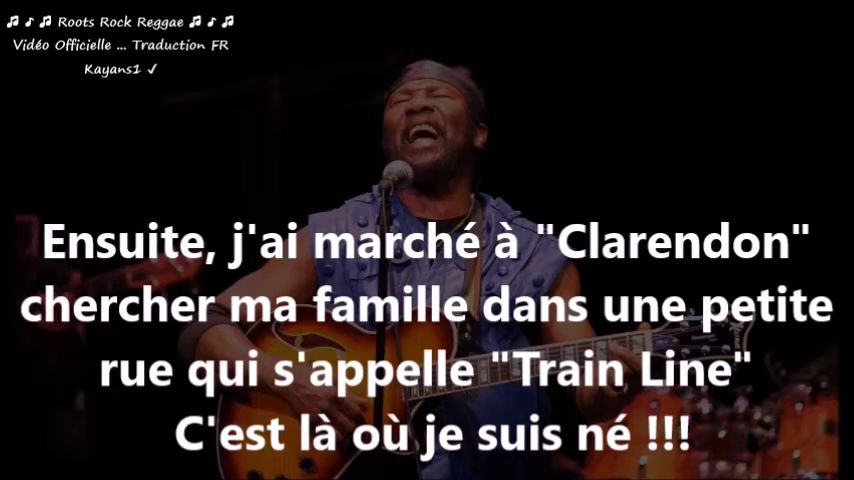 ♫ ♪ ♫ Roots Rock Reggae ♫ ♪ ♫
Vidéo Officielle ... Traduction FR
Kayans1 ✓
Ensuite, j'ai marché à "Clarendon"
chercher ma famille dans une petite
rue qui s'appelle "Train Line"
C'est là où je suis né !!!